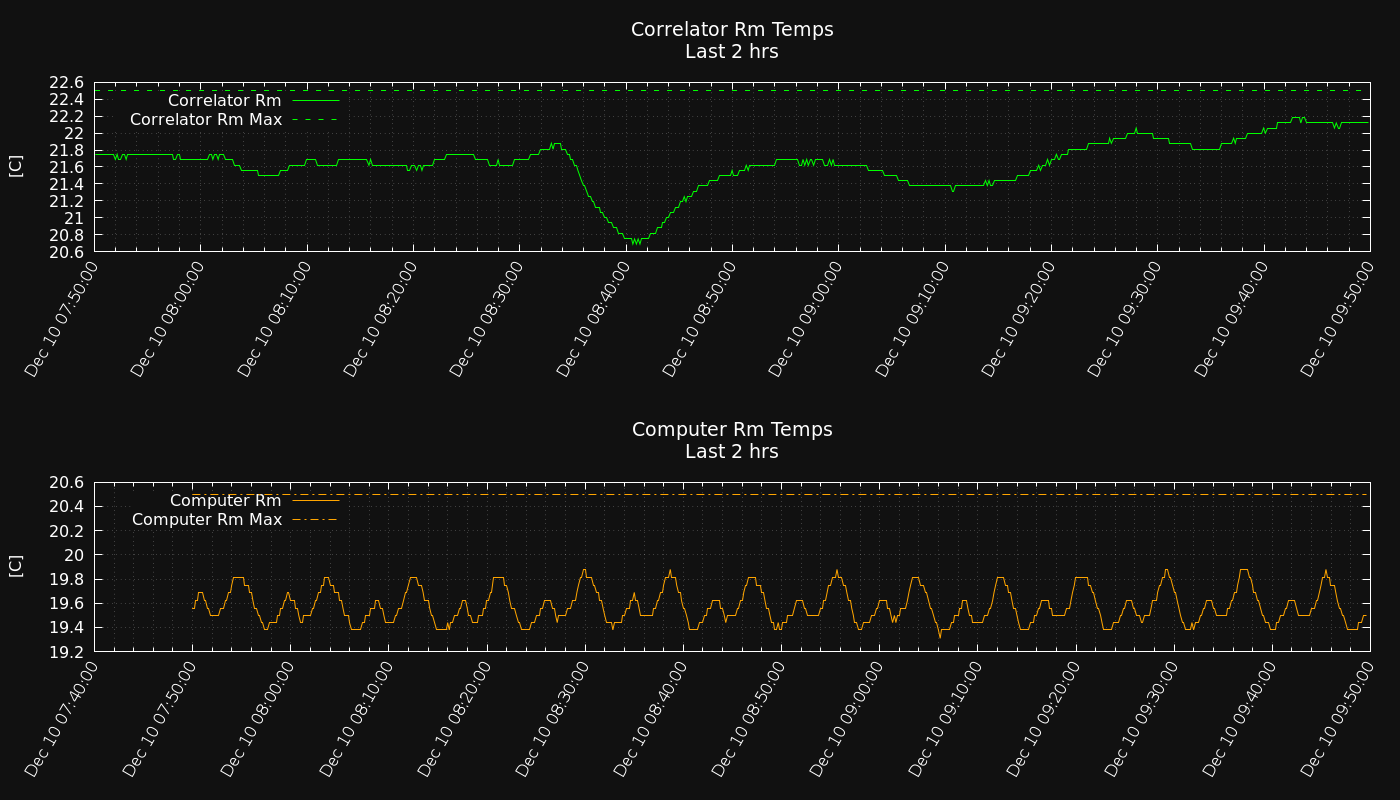 Correlator Rm Temps
Last 2 hrs
22.6
22.4
22.2
22
21.8
21.6
21.4
21.2
21
20.8
20.6
[C]
Correlator Rm
Correlator Rm Max
Dec 10 07:50:00
Dec 10 08:00:00
Dec 10 08:10:00
Dec 10 08:20:00
Dec 10 08:30:00
Dec 10 08:40:00
Dec 10 08:50:00
Dec 10 09:00:00
Dec 10 09:10:00
Dec 10 09:20:00
Dec 10 09:30:00
Dec 10 09:40:00
Dec 10 09:50:00
Computer Rm Temps
Last 2 hrs
20.6
20.4
20.2
20
19.8
19.6
19.4
19.2
[C]
Computer Rm
Computer Rm Max
Dec 10 07:40:00
Dec 10 07:50:00
Dec 10 08:00:00
Dec 10 08:10:00
Dec 10 08:20:00
Dec 10 08:30:00
Dec 10 08:40:00
Dec 10 08:50:00
Dec 10 09:00:00
Dec 10 09:10:00
Dec 10 09:20:00
Dec 10 09:30:00
Dec 10 09:40:00
Dec 10 09:50:00